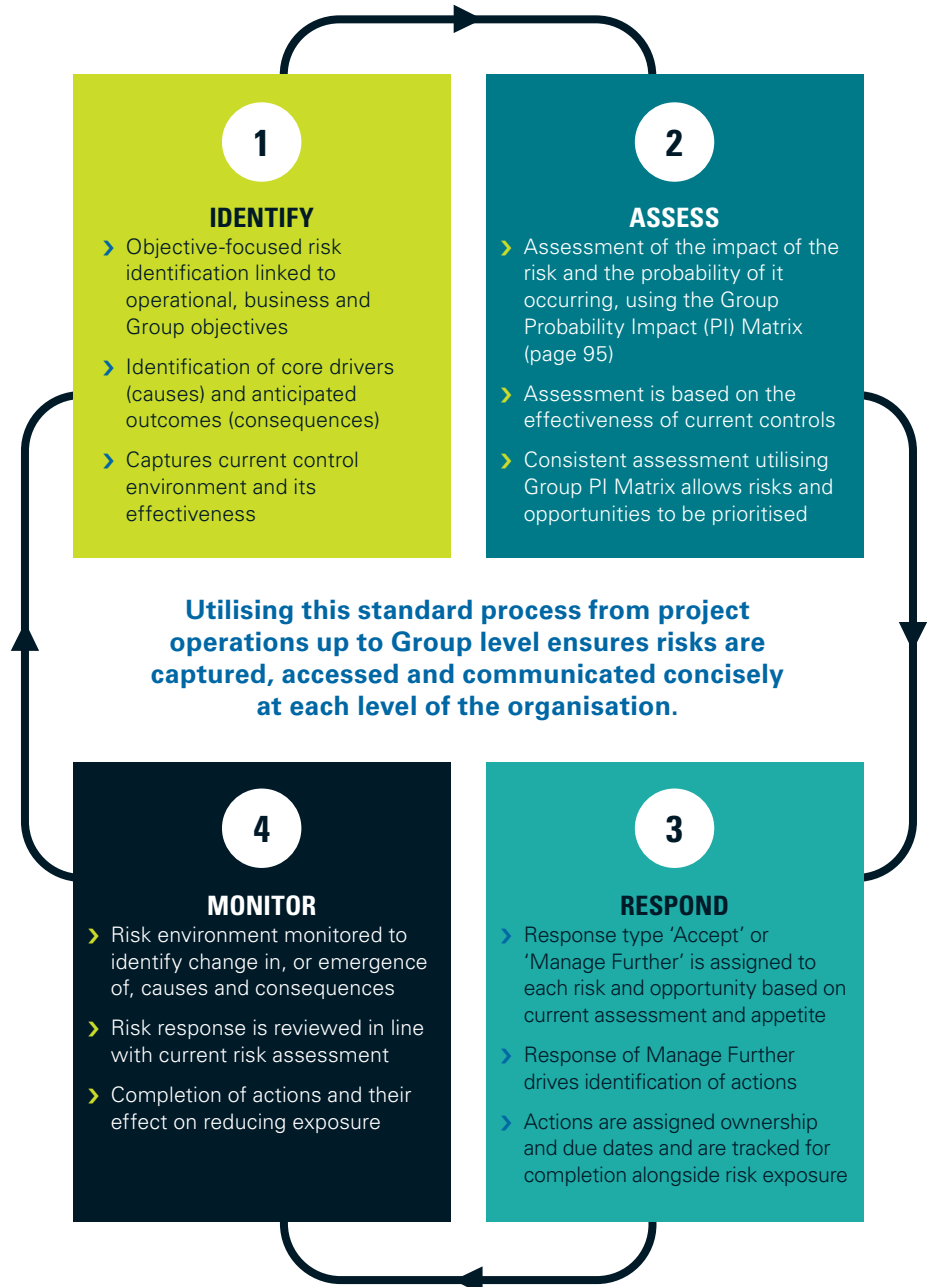 1
IDENTIFY
› Objective-focused risk
identification linked to
operational, business and
Group objectives
› Identification of core drivers
(causes) and anticipated
outcomes (consequences)
› Captures current control
environment and its
effectiveness
2
ASSESS
› Assessment of the impact of the
risk and the probability of it
occurring, using the Group
Probability Impact (PI) Matrix
(page 95)
› Assessment is based on the
effectiveness of current controls
› Consistent assessment utilising
Group PI Matrix allows risks and
opportunities to be prioritised
Utilising this standard process from project
operations up to Group level ensures risks are
captured, accessed and communicated concisely
at each level of the organisation.
4
MONITOR
› Risk environment monitored to
identify change in, or emergence
of, causes and consequences
› Risk response is reviewed in line
with current risk assessment
› Completion of actions and their
effect on reducing exposure
3
RESPOND
› Response type ‘Accept’ or
‘Manage Further’ is assigned to
each risk and opportunity based on
current assessment and appetite
› Response of Manage Further
drives identification of actions
› Actions are assigned ownership
and due dates and are tracked for
completion alongside risk exposure